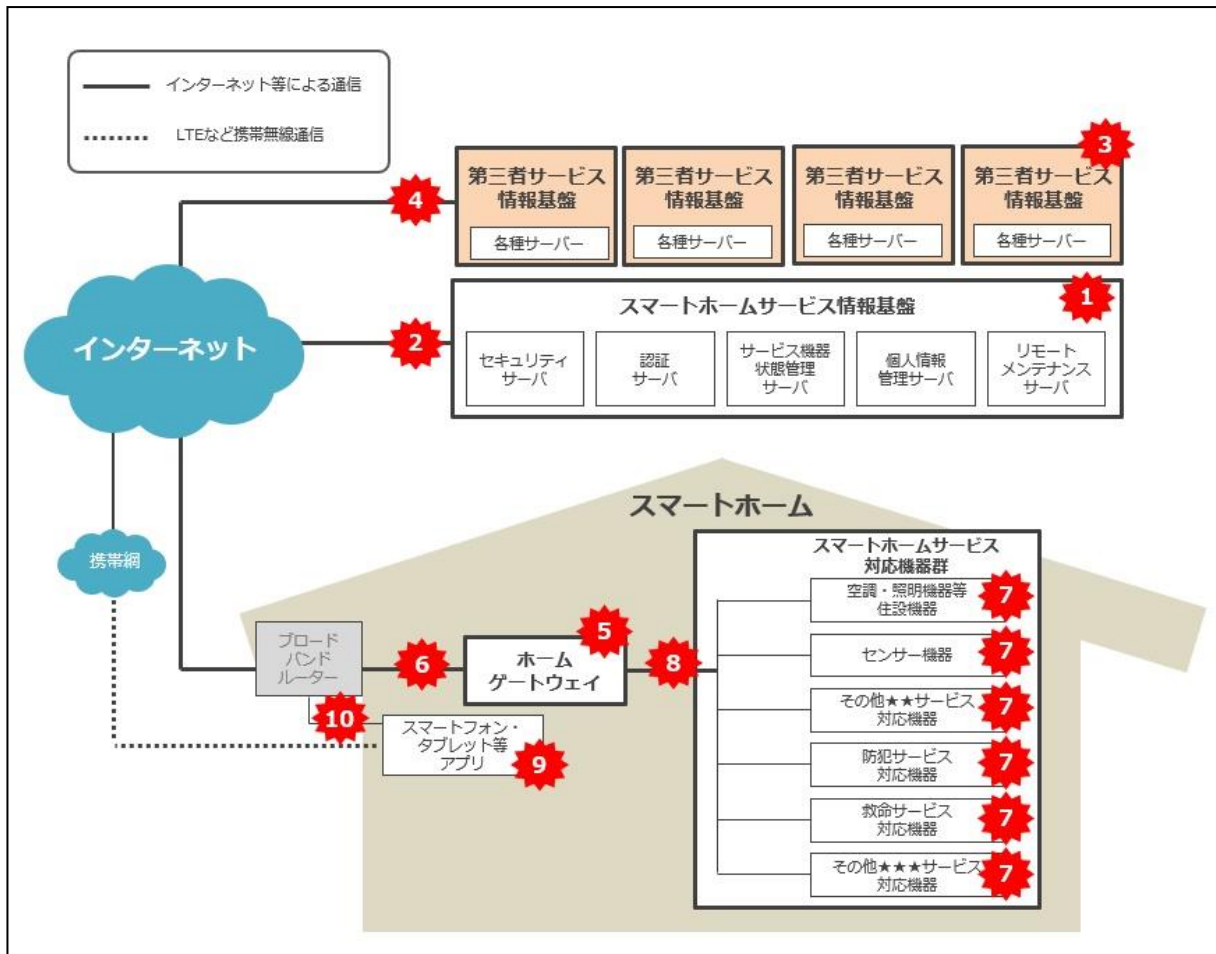 インターネット等による通信
LTEなど携帯無線通信
3
第三者サービス
情報基盤
各種サーバー
第三者サービス
情報基盤
各種サーバー
第三者サービス
情報基盤
各種サーバー
第三者サービス
情報基盤
各種サーバー
4
1
スマートホームサービス情報基盤
インターネット
2
セキュリティ
サーバ
認証
サーバ
サービス機器
状態管理
サーバ
個人情報
管理サーバ
リモート
メンテナンス
サーバ
スマートホーム
携帯網
スマートホームサービス
対応機器群
空調・照明機器等
住設機器
7
センサー機器
7
その他★★サービス
対応機器
7
防犯サービス
対応機器
7
救命サービス
対応機器
7
その他★★★サービス
対応機器
7
ブロード
バンド
ルーター
6
5
ホーム
ゲートウェイ
8
10
スマートフォン・
タブレット等
アプリ
9